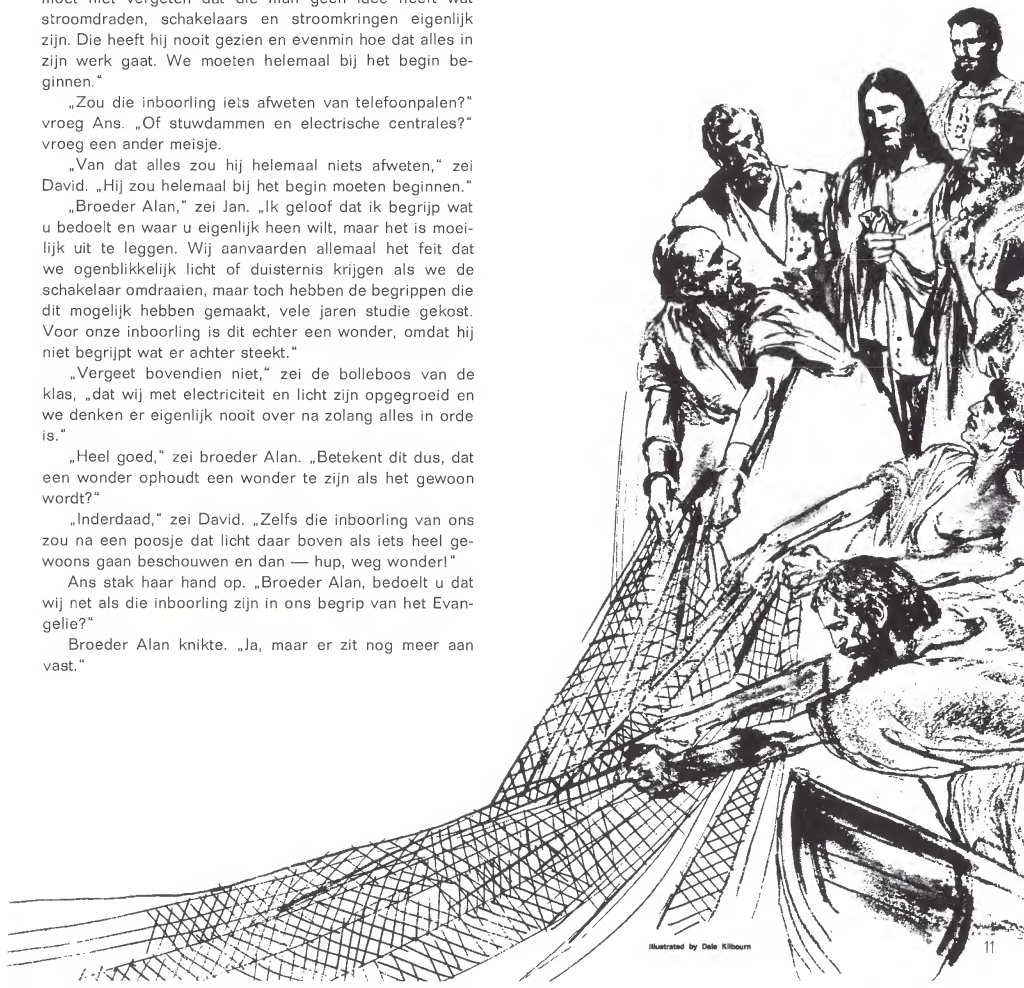 moet niet vergeten dat die man geen idee heeft wat
stroomdraden, schakelaars en stroomkringen eigenlijk
zijn. Die heeft hij nooit gezien en evenmin hoe dat alles in
zijn werk gaat. We moeten helemaal bij het begin be-
ginnen.“
„Zou die inboorling iets afweten van telefoonpalen?“
vroeg Ans. „Of stuwdammen en electrische centrales?“
vroeg een ander meisje.
„Van dat alles zou hij helemaal niets afweten,“ zei
David. „Hij zou helemaal bij het begin moeten beginnen.“
„Broeder Alan,“ zei Jan. „Ik geloof dat ik begrijp wat
u bedoelt en waar u eigenlijk heen wilt, maar het is moei-
lijk uit te leggen. Wij aanvaarden allemaal het feit dat
we ogenblikkelijk licht of duisternis krijgen als we de
schakelaar omdraaien, maar toch hebben de begrippen die
dit mogelijk hebben gemaakt, vele jaren studie gekost.
Voor onze inboorling is dit echter een wonder, omdat hij
niet begrijpt wat er achter steekt.“
„Vergeet bovendien niet,“ zei de bolleboos van de
klas, „dat wij met electriciteit en licht zijn opgegroeid en
we denken er eigenlijk nooit over na zolang alles in orde
is.“
„Heel goed,“ zei broeder Alan. „Betekent dit dus, dat
een wonder ophoudt een wonder te zijn als het gewoon
wordt?“
„Inderdaad,“ zei David. „Zelfs die inboorling van ons
zou na een poosje dat licht daar boven als iets heel ge-
woons gaan beschouwen en dan — hup, weg wonder!“
Ans stak haar hand op. „Broeder Alan, bedoelt u dat
wij net als die inboorling zijn in ons begrip van het Evan-
gelie?“
Broeder Alan knikte. „Ja, maar er zit nog meer aan
vast.“
Illustrated by Dale Kilbourn
11